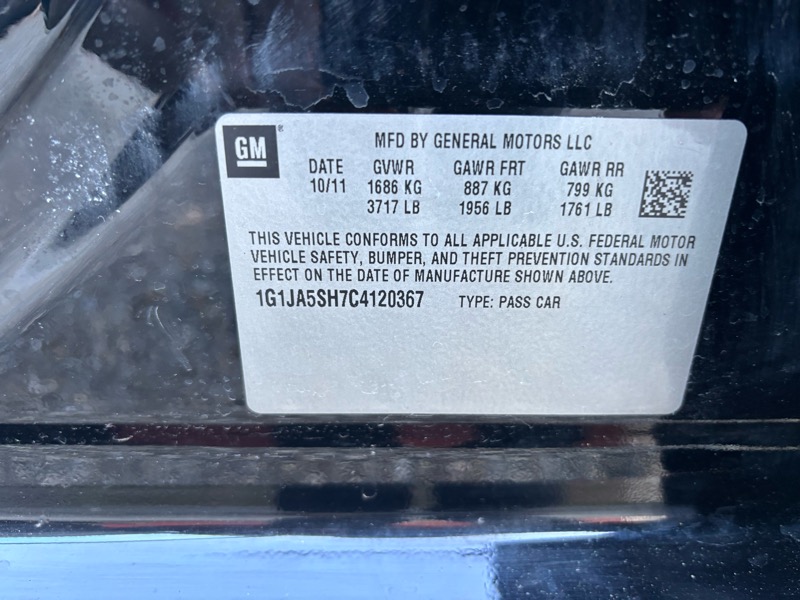 GM®
MFD BY GENERAL MOTORS LLC
DATE GVWR GAWR FRT GAWR RR
10/11 1686 KG 887 KG 799 KG
3717 LB 1956 LB 1761 LB
THIS VEHICLE CONFORMS TO ALL APPLICABLE U.S. FEDERAL MOTOR
VEHICLE SAFETY, BUMPER, AND THEFT PREVENTION STANDARDS IN
EFFECT ON THE DATE OF MANUFACTURE SHOWN ABOVE.
1G1JA5SH7C4120367 TYPE: PASS CAR